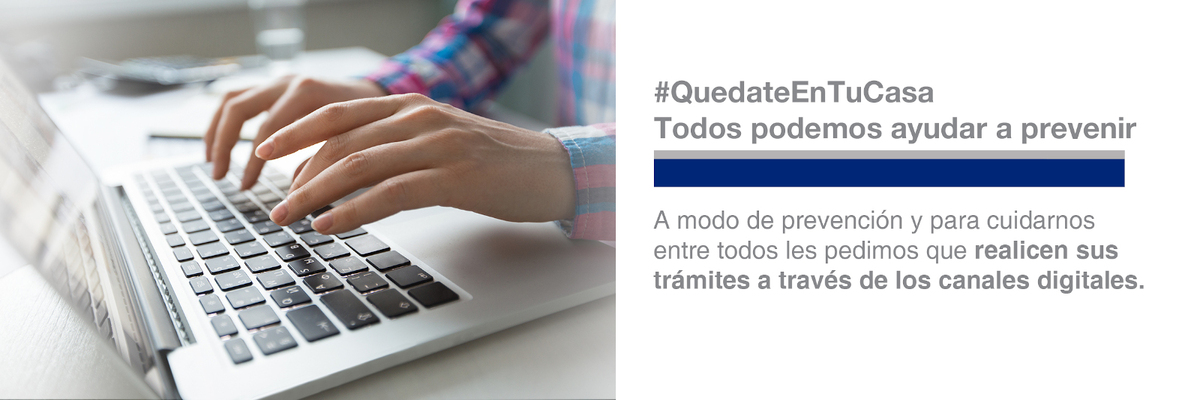 #QuedateEnTuCasa
Todos podemos ayudar a prevenir
A modo de prevención y para cuidarnos
entre todos les pedimos que realicen sus
trámites a través de los canales digitales.